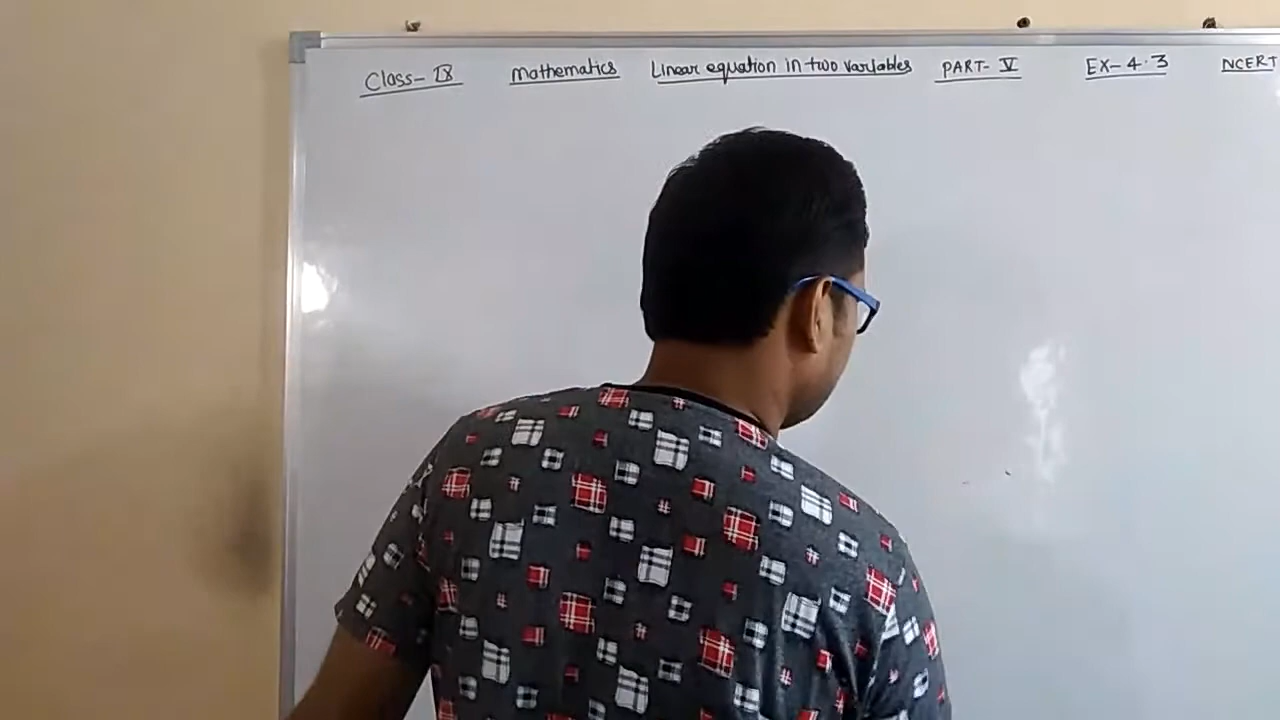 Class- IX Mathematics Linear equation in two variables PART- V EX- 4.3 NCERT